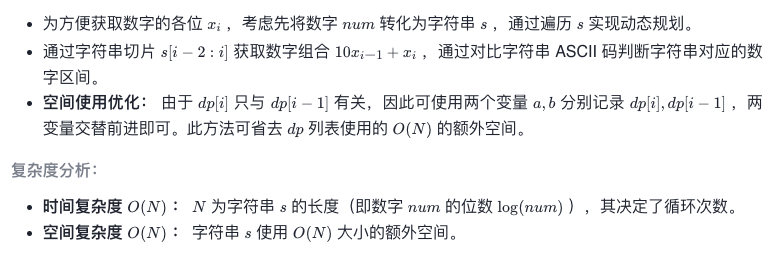 • 为方便获取数字的各位 xᵢ ，考虑先将数字 num 转化为字符串 s ，通过遍历 s 实现动态规划。
• 通过字符串切片 s[i − 2 : i] 获取数字组合 10xᵢ₋₁ + xᵢ ，通过对比字符串 ASCII 码判断字符串对应的数
字区间。
• 空间使用优化： 由于 dp[i] 只与 dp[i − 1] 有关，因此可使用两个变量 a, b 分别记录 dp[i], dp[i − 1] ，两
变量交替前进即可。此方法可省去 dp 列表使用的 O(N) 的额外空间。
复杂度分析：
• 时间复杂度 O(N) ： N 为字符串 s 的长度（即数字 num 的位数 log(num) ），其决定了循环次数。
• 空间复杂度 O(N) ： 字符串 s 使用 O(N) 大小的额外空间。